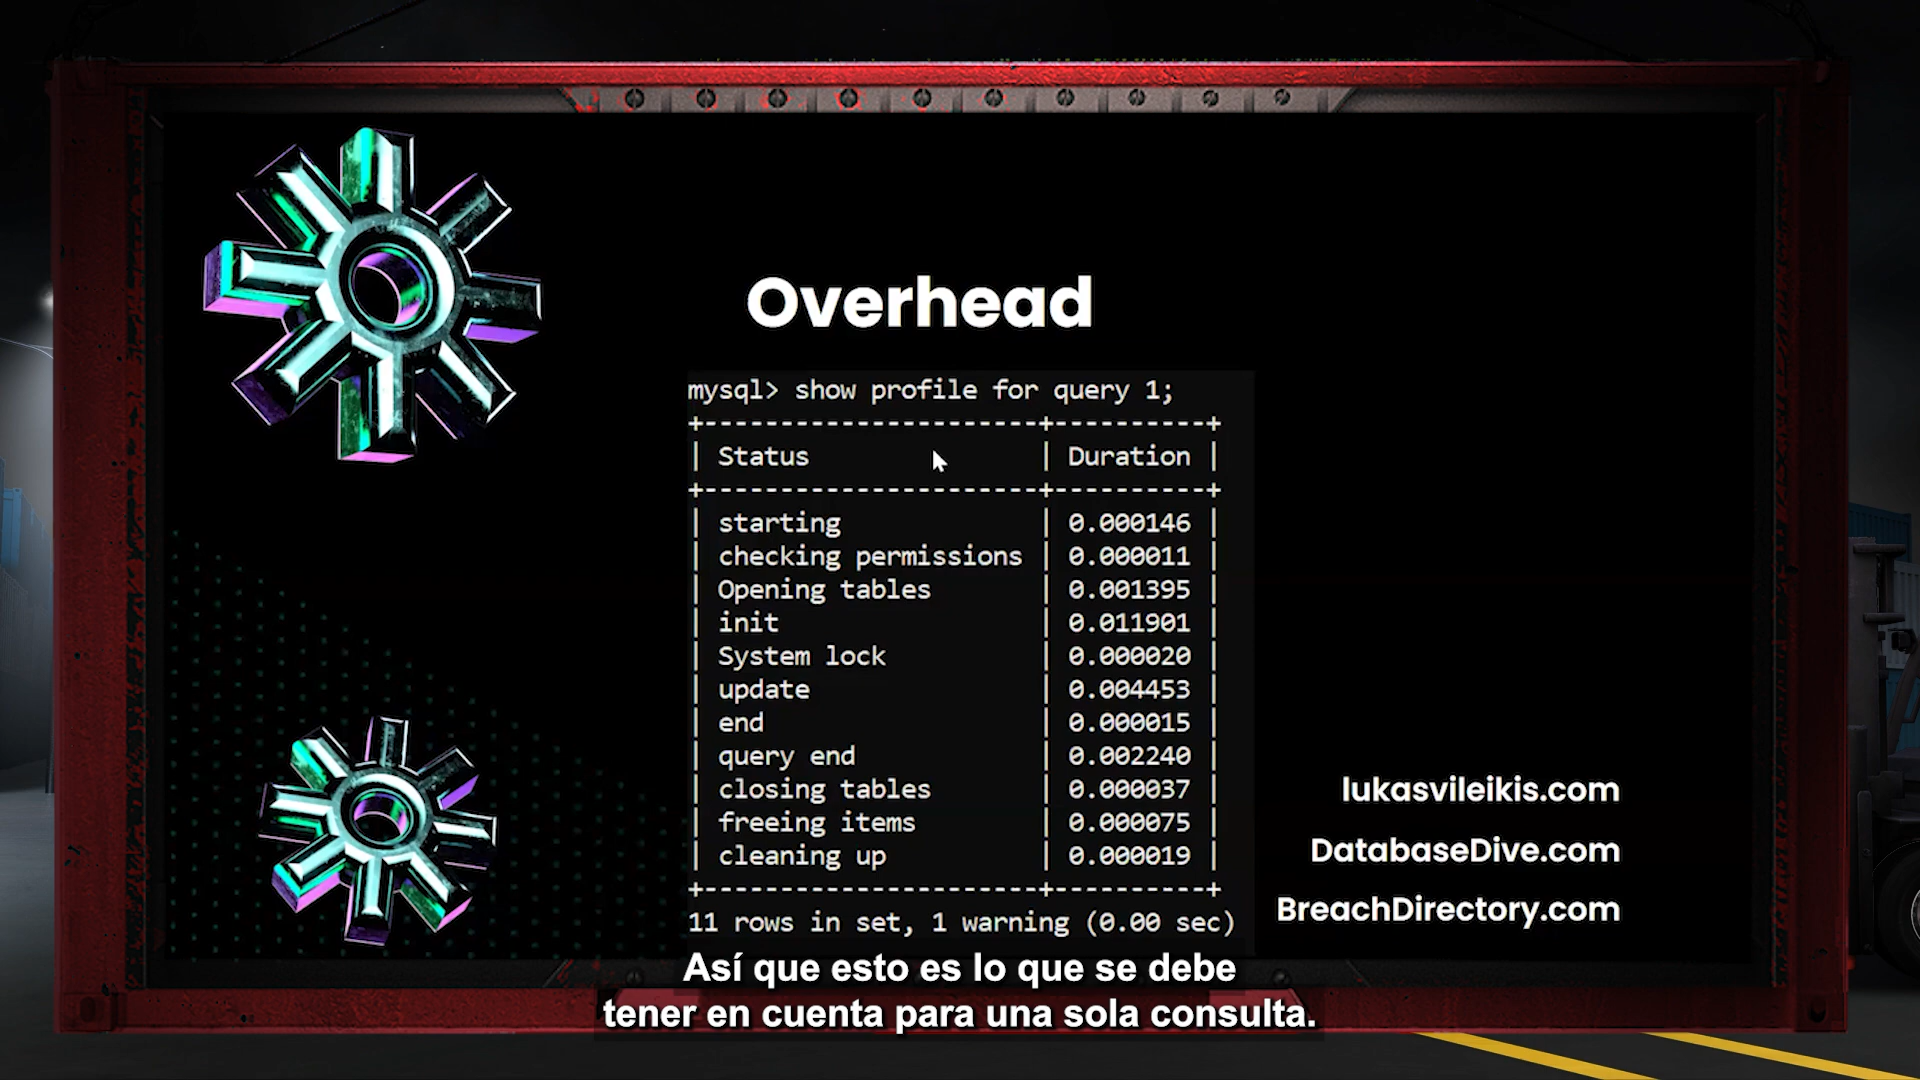 Overhead
mysql> show profile for query 1;
+----------------------+----------+
| Status               | Duration |
+----------------------+----------+
| starting             | 0.000146 |
| checking permissions | 0.000011 |
| Opening tables       | 0.001395 |
| init                 | 0.011901 |
| System lock          | 0.000020 |
| update               | 0.004453 |
| end                  | 0.000015 |
| query end            | 0.002240 |
| closing tables       | 0.000037 |
| freeing items        | 0.000075 |
| cleaning up          | 0.000019 |
+----------------------+----------+
11 rows in set, 1 warning (0.00 sec)
lukasvileikis.com
DatabaseDive.com
BreachDirectory.com
Así que esto es lo que se debe
tener en cuenta para una sola consulta.